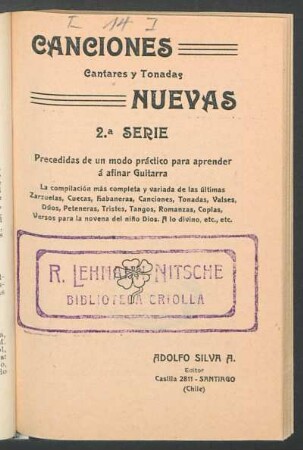 I 14 I
CANCIONES
Cantares y Tonadas
NUEVAS
2.ª SERIE
Precedidas de un modo práctico para aprender
á afinar Guitarra
La compilación más completa y variada de las últimas
Zarzuelas, Cuecas, Habaneras, Canciones, Tonadas, Valses,
Dúos, Peteneras, Tristes, Tangos, Romanzas, Coplas,
Versos para la novena del niño Dios. A lo divino, etc., etc.
R. LEHMANN-NITSCHE
BIBLIOTECA CRIOLLA
ADOLFO SILVA A.
Editor
Casilla 2811 - SANTIAGO
(Chile)